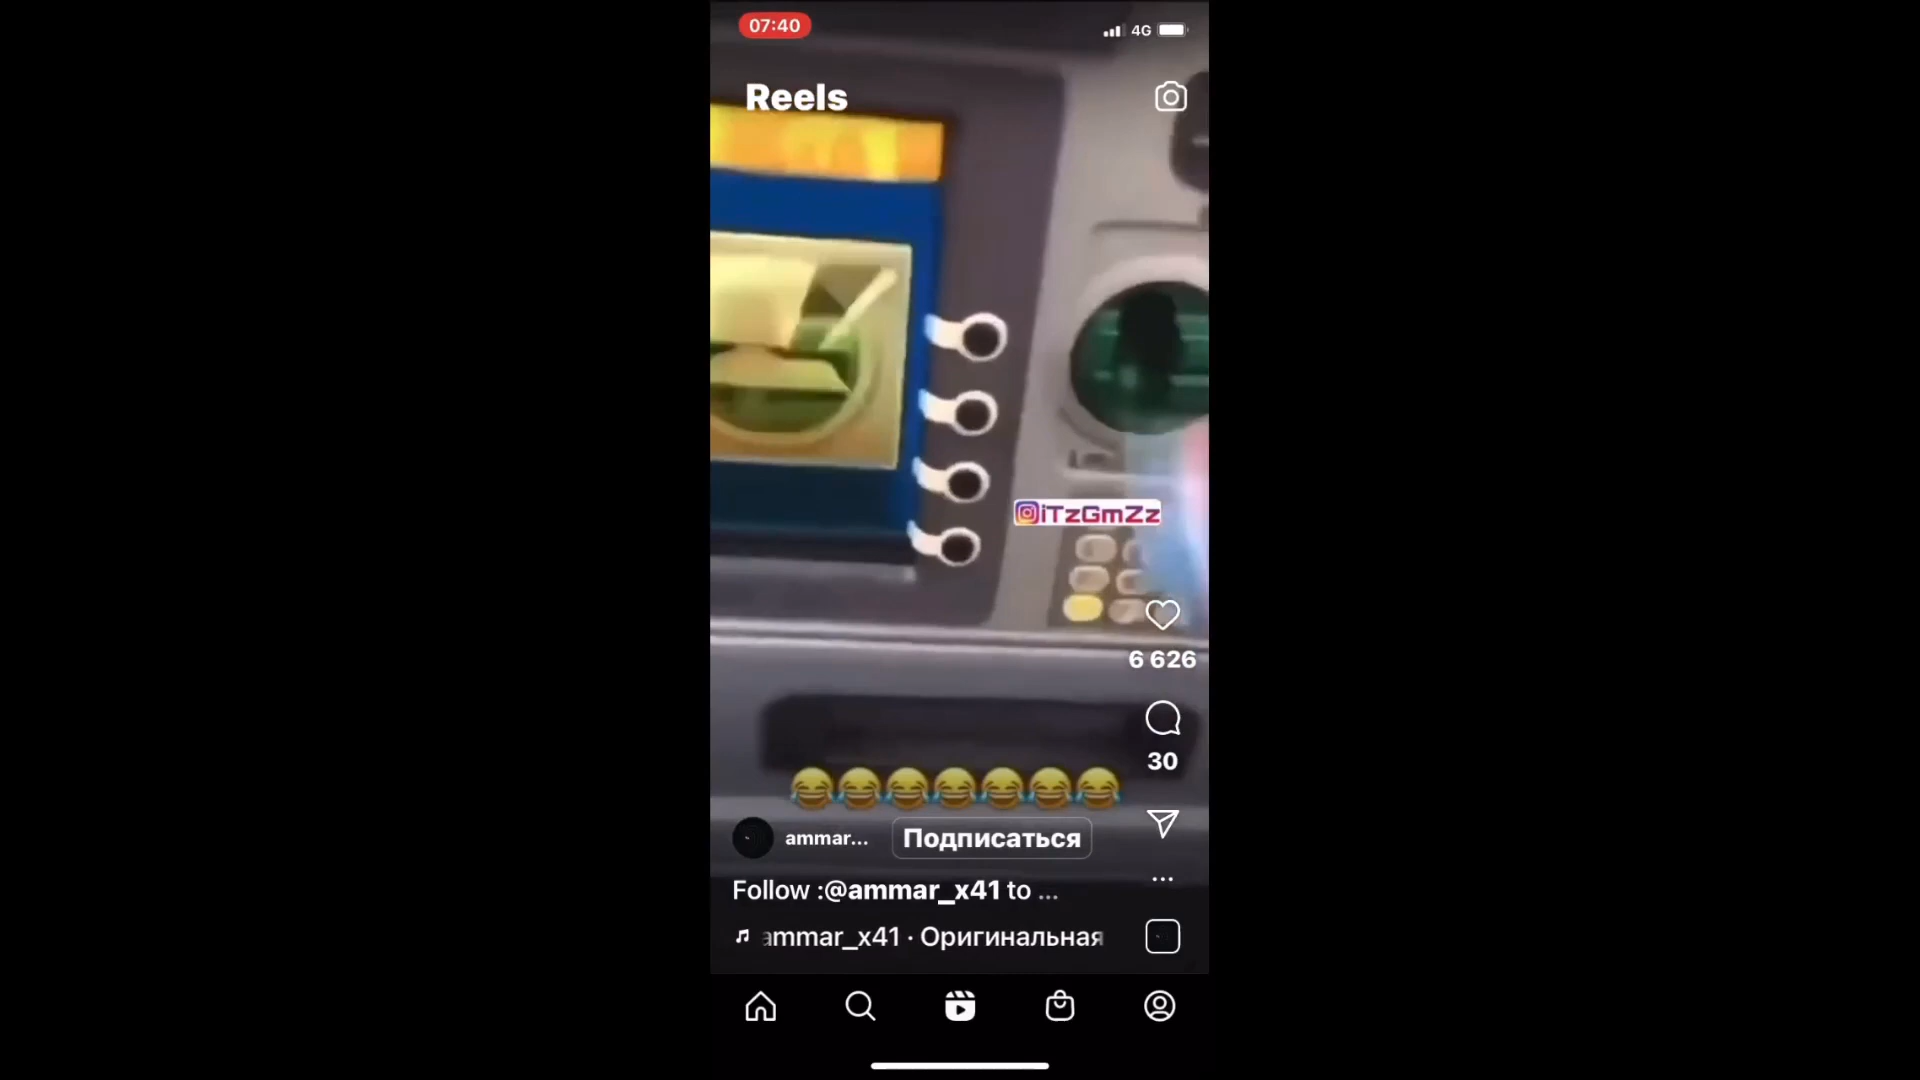 07:40
4G
Reels
iTzGmZz
6 626
30
😂😂😂😂😂😂😂
ammar...
Подписаться
Follow :@ammar_x41 to ...
ammar_x41 · Оригинальная